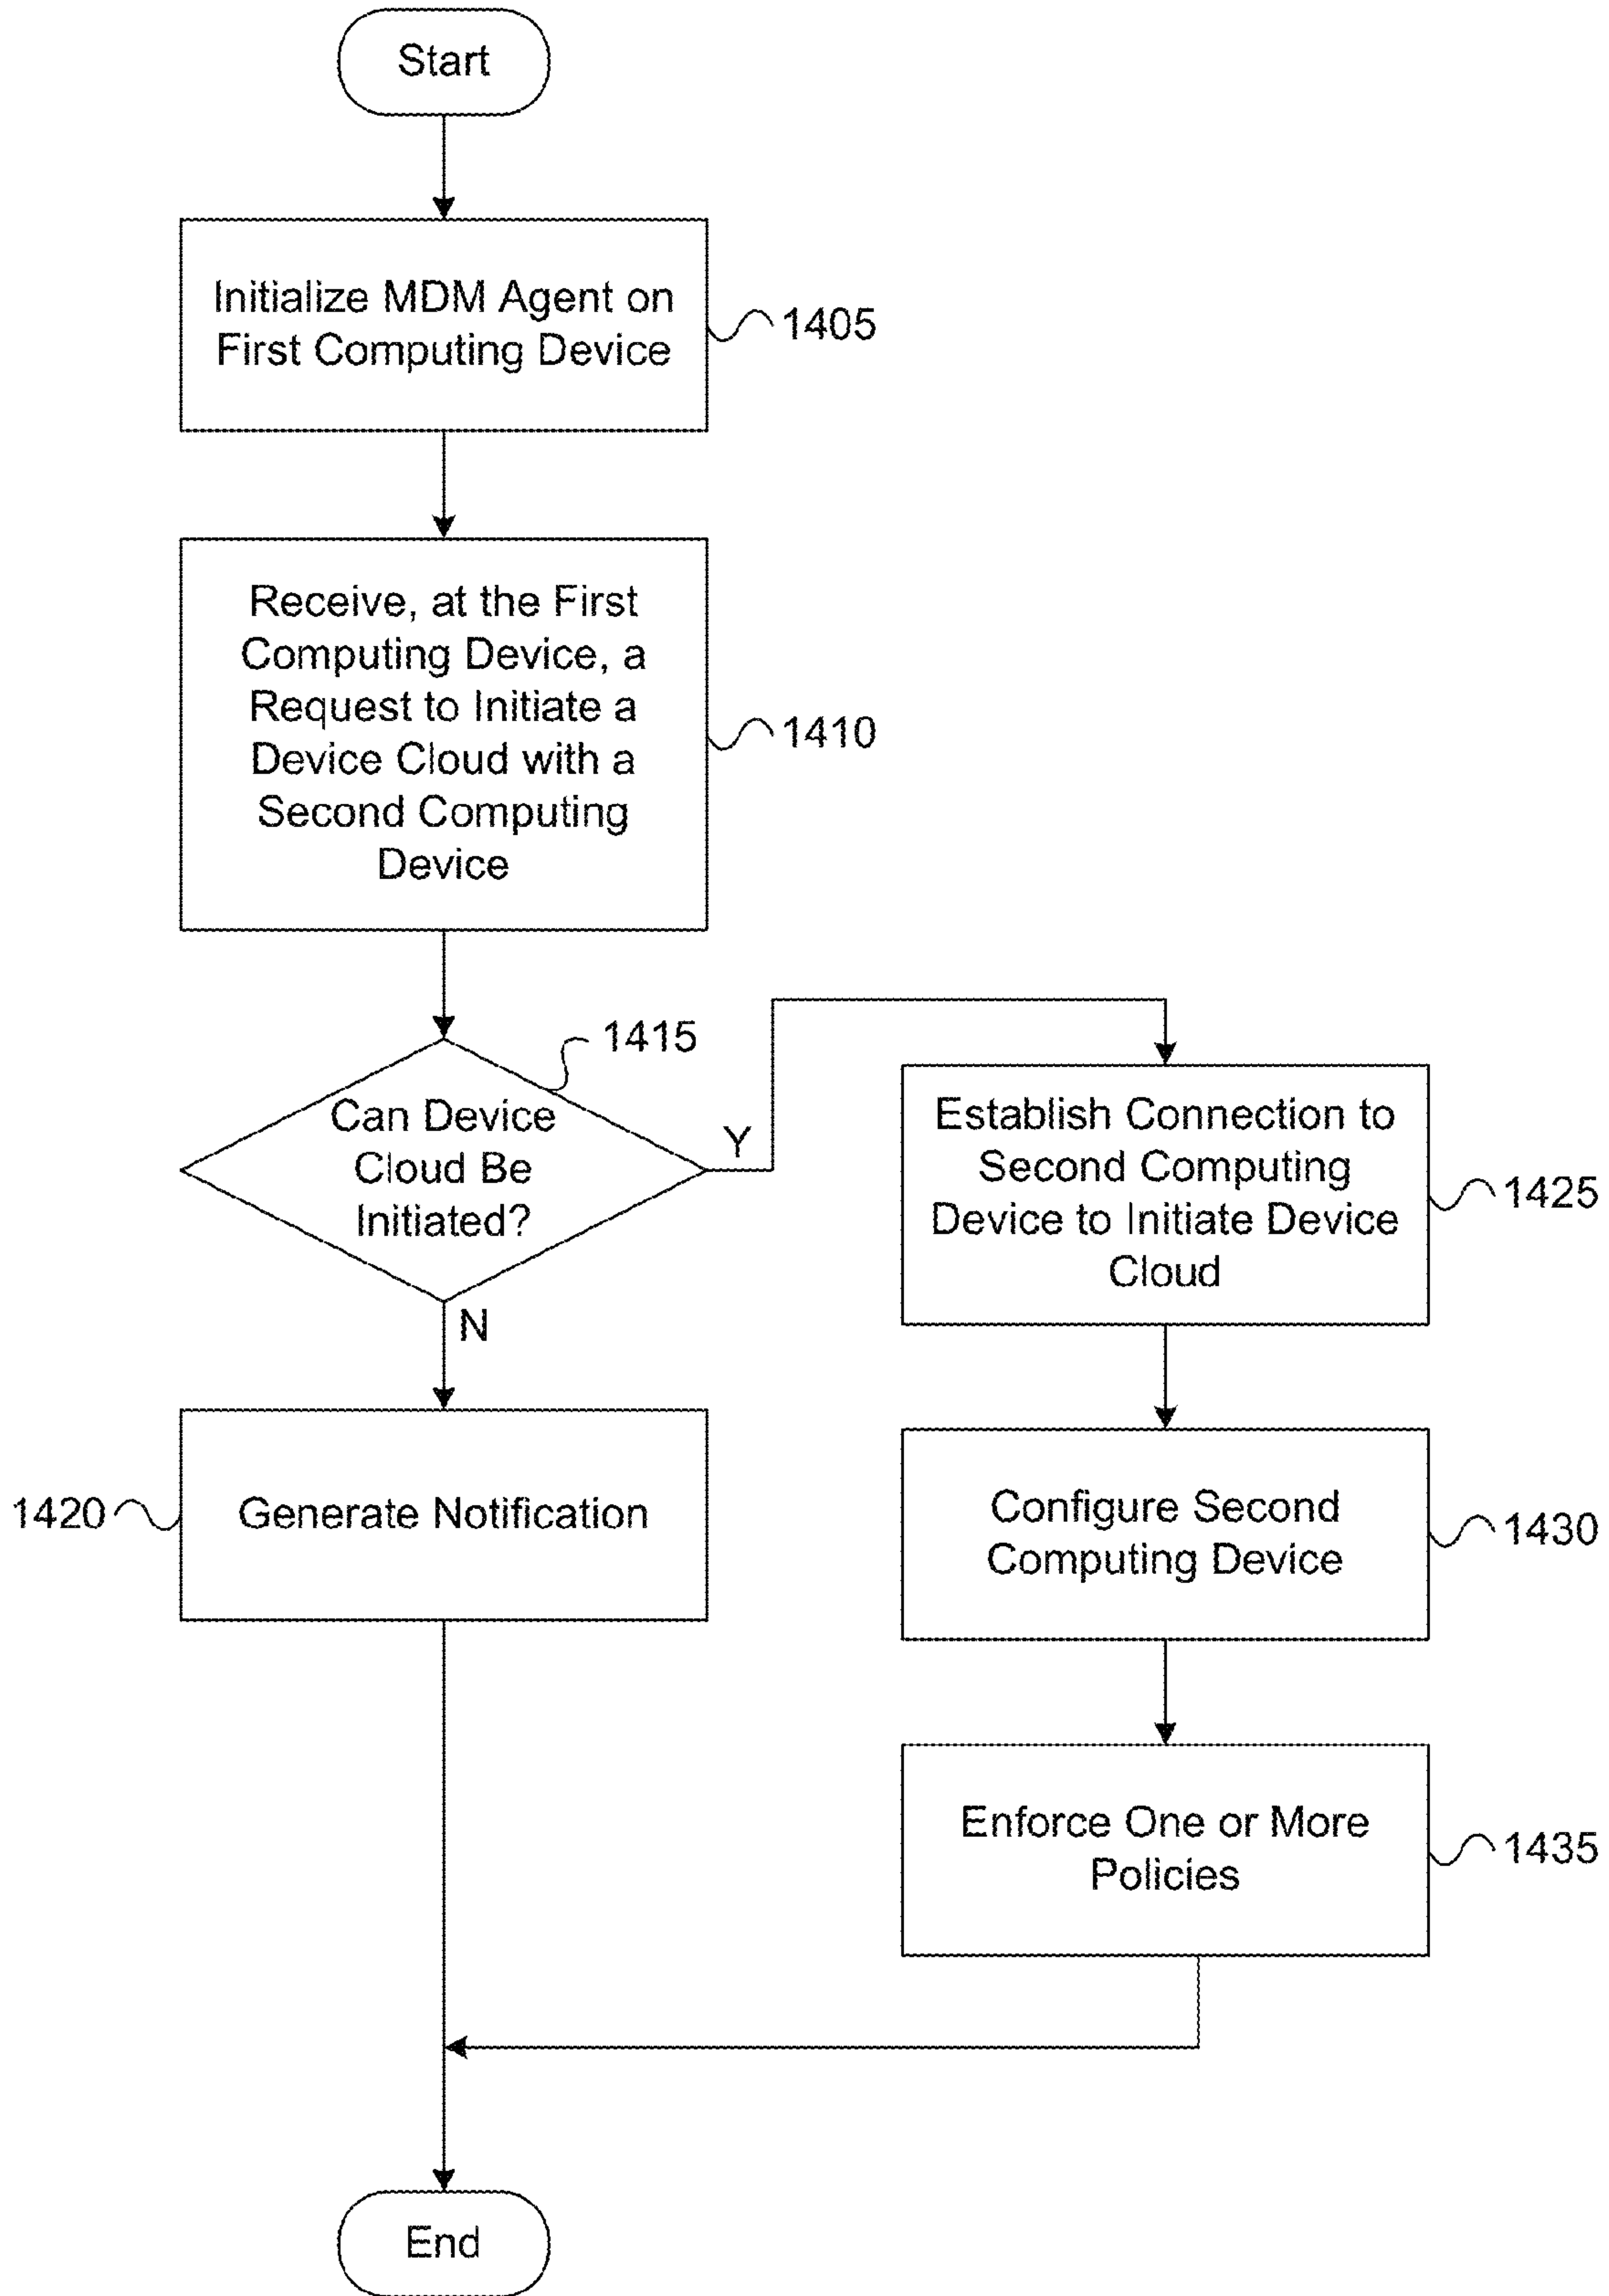 Start
Initialize MDM Agent on
First Computing Device
1405
Receive, at the First
Computing Device, a
Request to Initiate a
Device Cloud with a
Second Computing
Device
1410
1415
Can Device
Cloud Be
Initiated?
Y
N
Establish Connection to
Second Computing
Device to Initiate Device
Cloud
1425
1420
Generate Notification
Configure Second
Computing Device
1430
Enforce One or More
Policies
1435
End